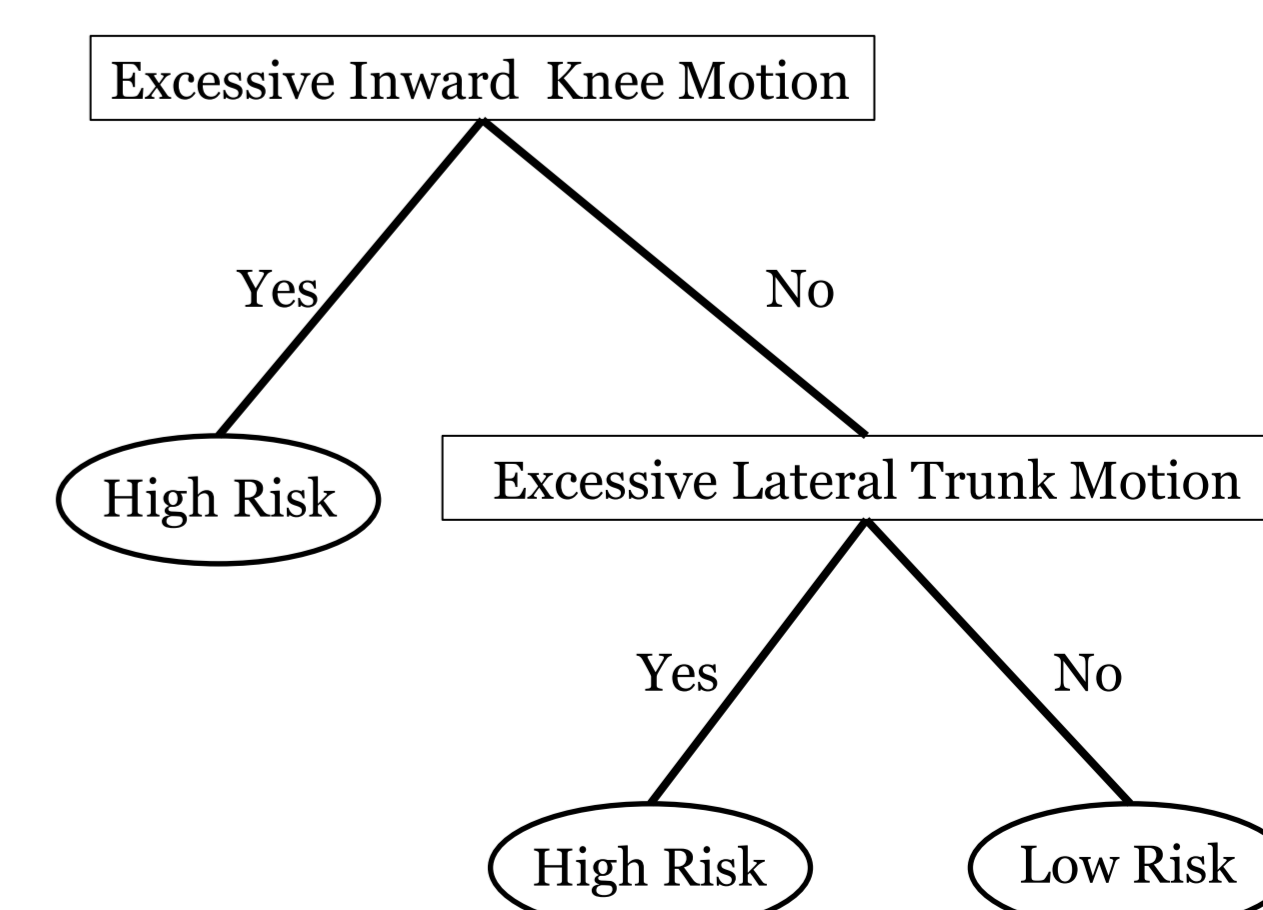 Excessive Inward  Knee Motion
Yes
No
High Risk
Excessive Lateral Trunk Motion
Yes
No
High Risk
Low Risk